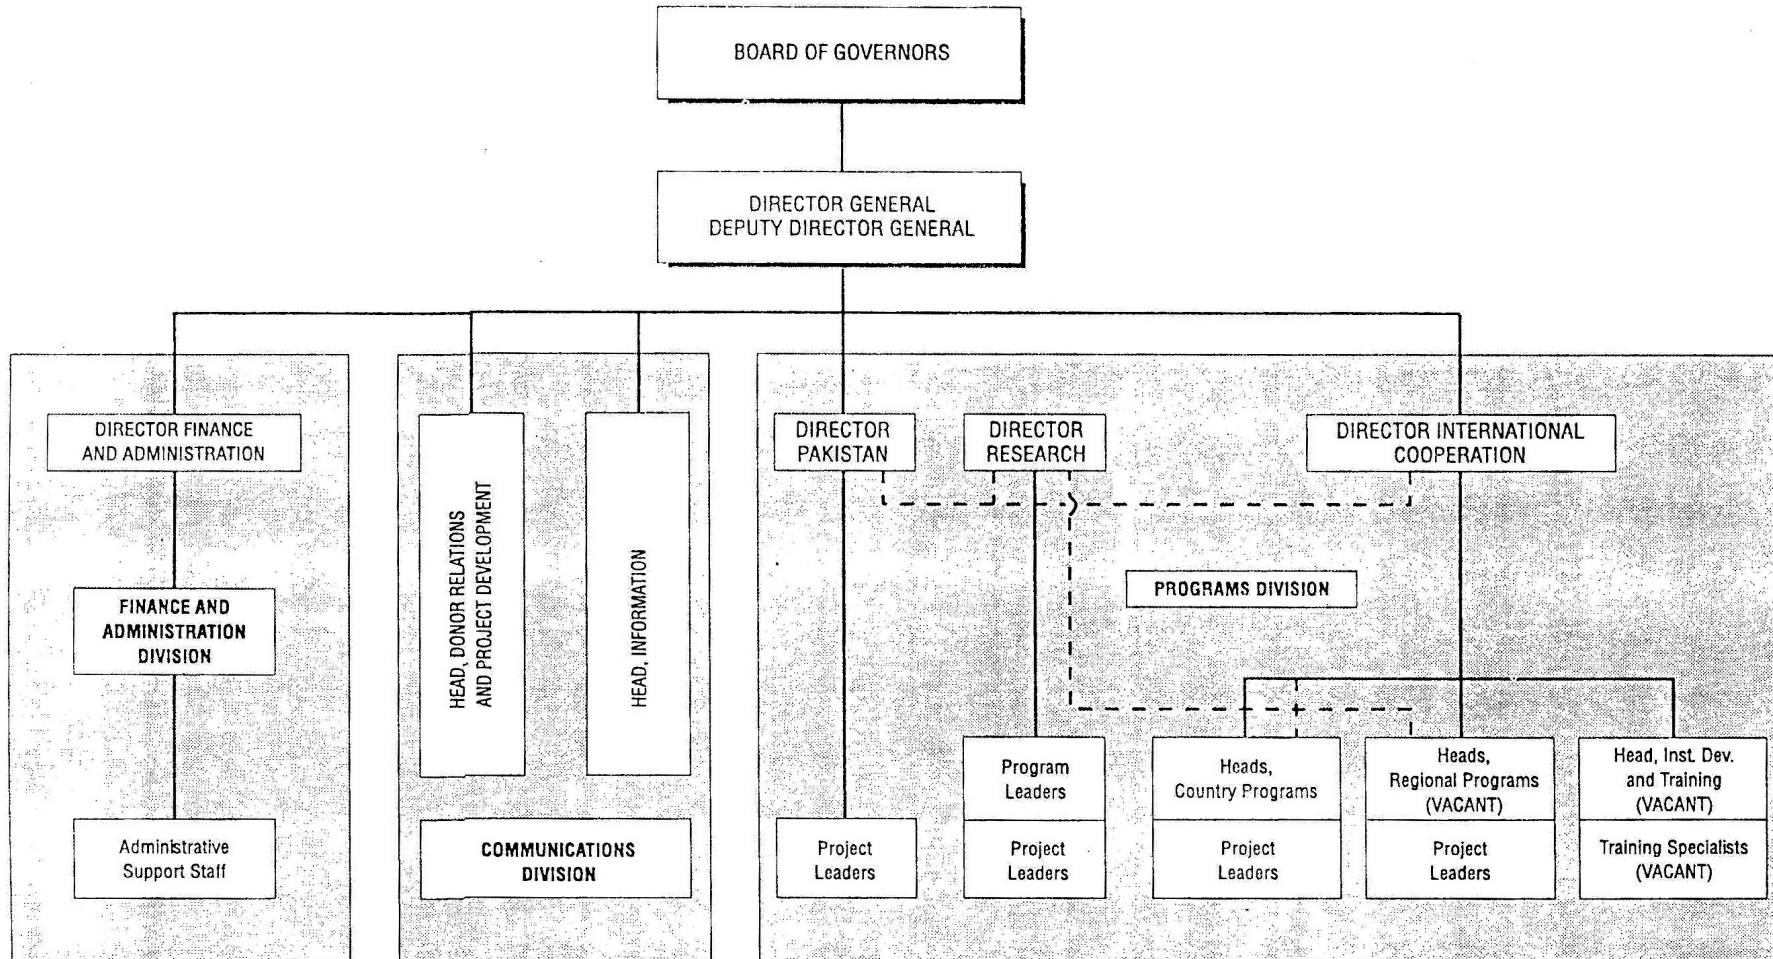 BOARD OF GOVERNORS
DIRECTOR GENERAL
DEPUTY DIRECTOR GENERAL
DIRECTOR FINANCE
AND ADMINISTRATION
FINANCE AND
ADMINISTRATION
DIVISION
Administrative
Support Staff
HEAD, DONOR RELATIONS
AND PROJECT DEVELOPMENT
HEAD, INFORMATION
COMMUNICATIONS
DIVISION
DIRECTOR
PAKISTAN
DIRECTOR
RESEARCH
DIRECTOR INTERNATIONAL
COOPERATION
PROGRAMS DIVISION
Project
Leaders
Program
Leaders
Project
Leaders
Heads,
Country Programs
Project
Leaders
Heads,
Regional Programs
(VACANT)
Project
Leaders
Head, Inst. Dev.
and Training
(VACANT)
Training Specialists
(VACANT)